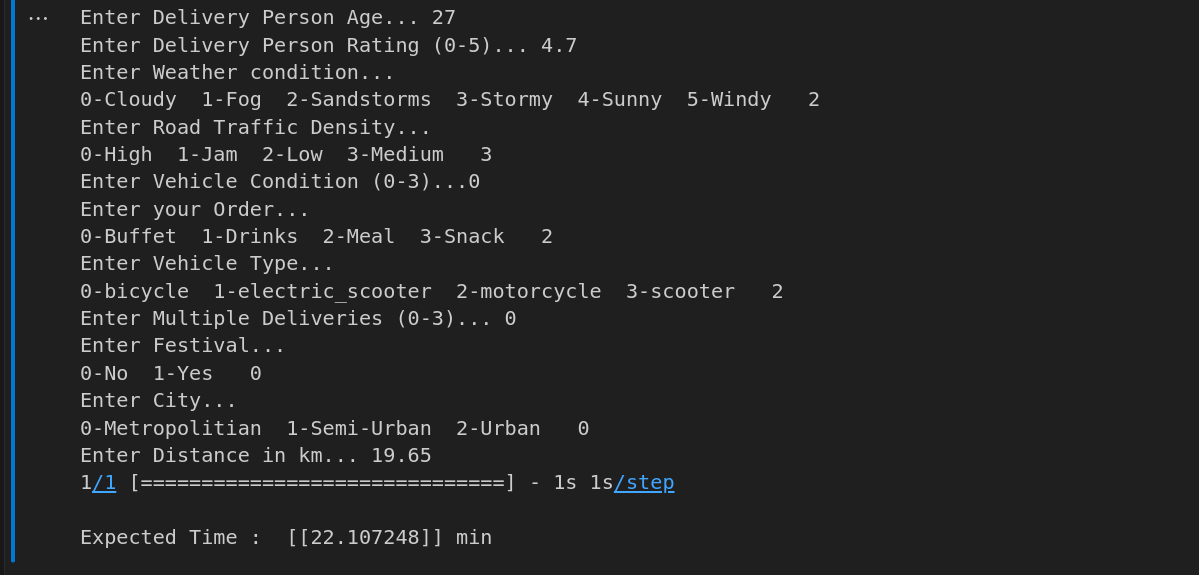 Enter Delivery Person Age... 27
Enter Delivery Person Rating (0-5)... 4.7
Enter Weather condition...
0-Cloudy  1-Fog  2-Sandstorms  3-Stormy  4-Sunny  5-Windy   2
Enter Road Traffic Density...
0-High  1-Jam  2-Low  3-Medium   3
Enter Vehicle Condition (0-3)...0
Enter your Order...
0-Buffet  1-Drinks  2-Meal  3-Snack   2
Enter Vehicle Type...
0-bicycle  1-electric_scooter  2-motorcycle  3-scooter   2
Enter Multiple Deliveries (0-3)... 0
Enter Festival...
0-No  1-Yes   0
Enter City...
0-Metropolitian  1-Semi-Urban  2-Urban   0
Enter Distance in km... 19.65
1/1 [==============================] - 1s 1s/step
Expected Time :  [[22.107248]] min